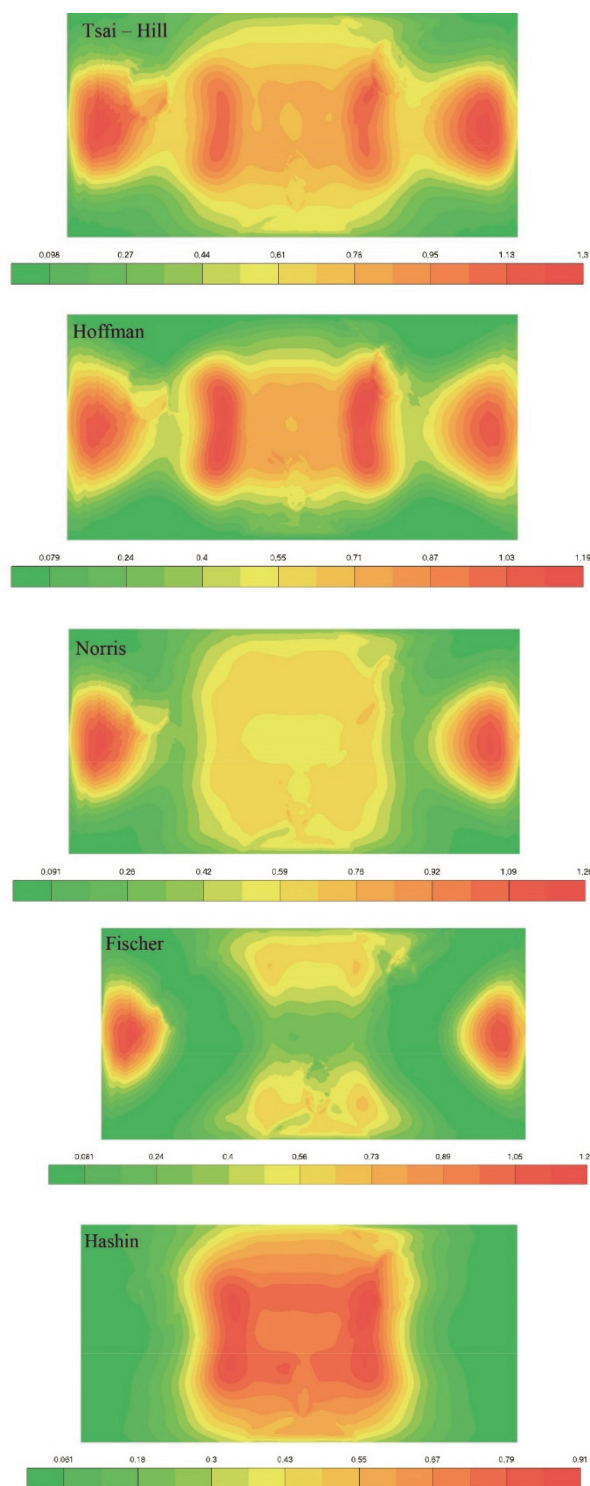 Tsai – Hill
0.098 0.27 0.44 0.61 0.78 0.95 1.13 1.3
Hoffman
0.079 0.24 0.4 0.55 0.71 0.87 1.03 1.19
Norris
0.091 0.26 0.42 0.59 0.76 0.92 1.09 1.26
Fischer
0.081 0.24 0.4 0.56 0.73 0.89 1.05 1.2
Hashin
0.061 0.18 0.3 0.43 0.55 0.67 0.79 0.91